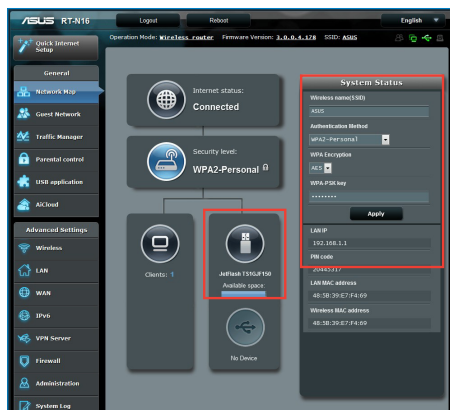 ASUS RT-N16
Logout
Reboot
English
Quick Internet
Setup
Operation Mode: Wireless router Firmware Version: 3.0.0.4.128 SSID: ASUS
General
Network Map
Guest Network
Traffic Manager
Parental control
USB application
AiCloud
Advanced Settings
Wireless
LAN
WAN
IPv6
VPN Server
Firewall
Administration
System Log
Internet status:
Connected
Security level:
WPA2-Personal
Clients: 1
JetFlash TS1GJF150
Available space:
No Device
System Status
Wireless name(SSID)
ASUS
Authentication Method
WPA2-Personal
WPA Encryption
AES
WPA-PSK key
Apply
LAN IP
192.168.1.1
PIN code
20445317
LAN MAC address
48:5B:39:E7:F4:69
Wireless MAC address
48:5B:39:E7:F4:69